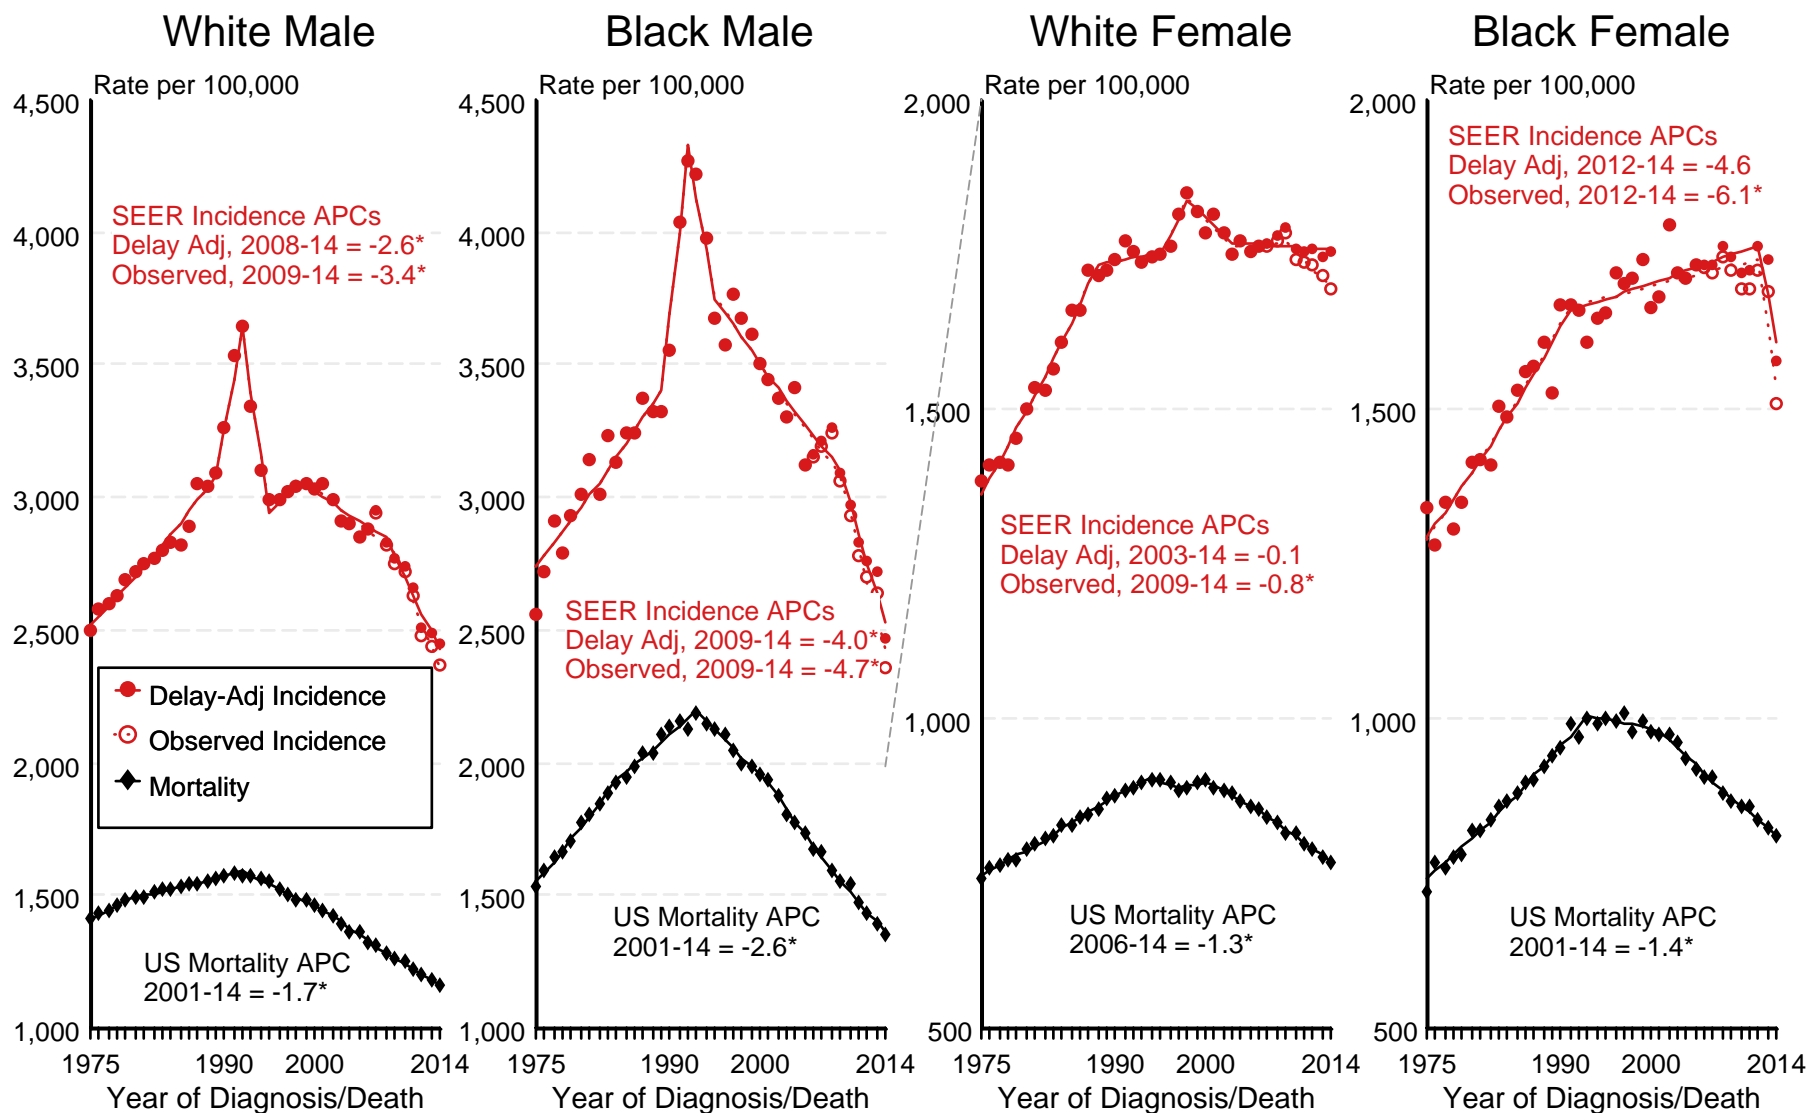 White Male
Rate per 100,000
4,500
4,000
3,500
3,000
2,500
2,000
1,500
1,000
SEER Incidence APCs
Delay Adj, 2008-14 = -2.6*
Observed, 2009-14 = -3.4*
Delay-Adj Incidence
Observed Incidence
Mortality
US Mortality APC
2001-14 = -1.7*
1975 1990 2000 2014
Year of Diagnosis/Death
Black Male
Rate per 100,000
4,500
4,000
3,500
3,000
2,500
2,000
1,500
1,000
SEER Incidence APCs
Delay Adj, 2009-14 = -4.0*
Observed, 2009-14 = -4.7*
US Mortality APC
2001-14 = -2.6*
1975 1990 2000 2014
Year of Diagnosis/Death
White Female
Rate per 100,000
2,000
1,500
1,000
500
SEER Incidence APCs
Delay Adj, 2003-14 = -0.1
Observed, 2009-14 = -0.8*
US Mortality APC
2006-14 = -1.3*
1975 1990 2000 2014
Year of Diagnosis/Death
Black Female
Rate per 100,000
2,000
1,500
1,000
500
SEER Incidence APCs
Delay Adj, 2012-14 = -4.6
Observed, 2012-14 = -6.1*
US Mortality APC
2001-14 = -1.4*
1975 1990 2000 2014
Year of Diagnosis/Death